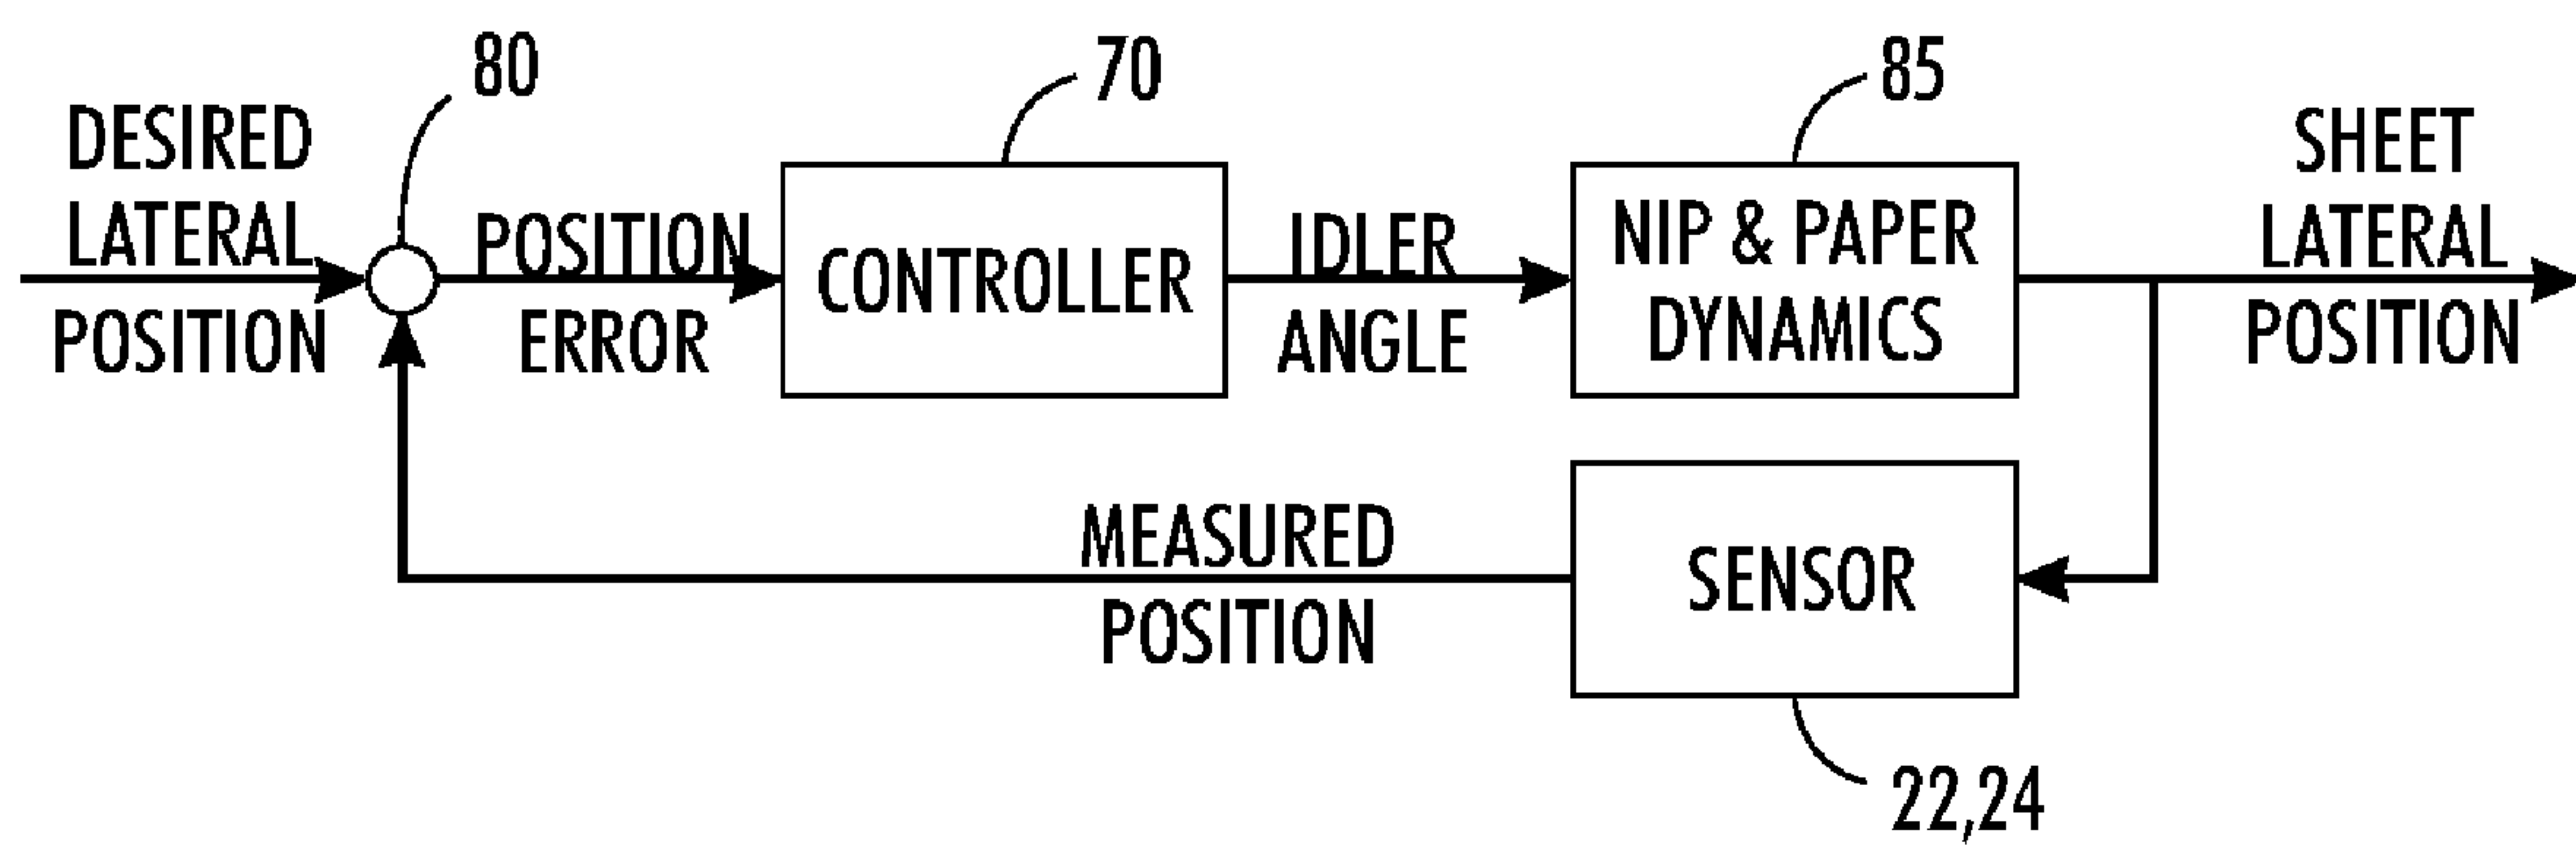 80
70
85
DESIRED
LATERAL
POSITION
POSITION
ERROR
CONTROLLER
IDLER
ANGLE
NIP & PAPER
DYNAMICS
SHEET
LATERAL
POSITION
MEASURED
POSITION
SENSOR
22,24